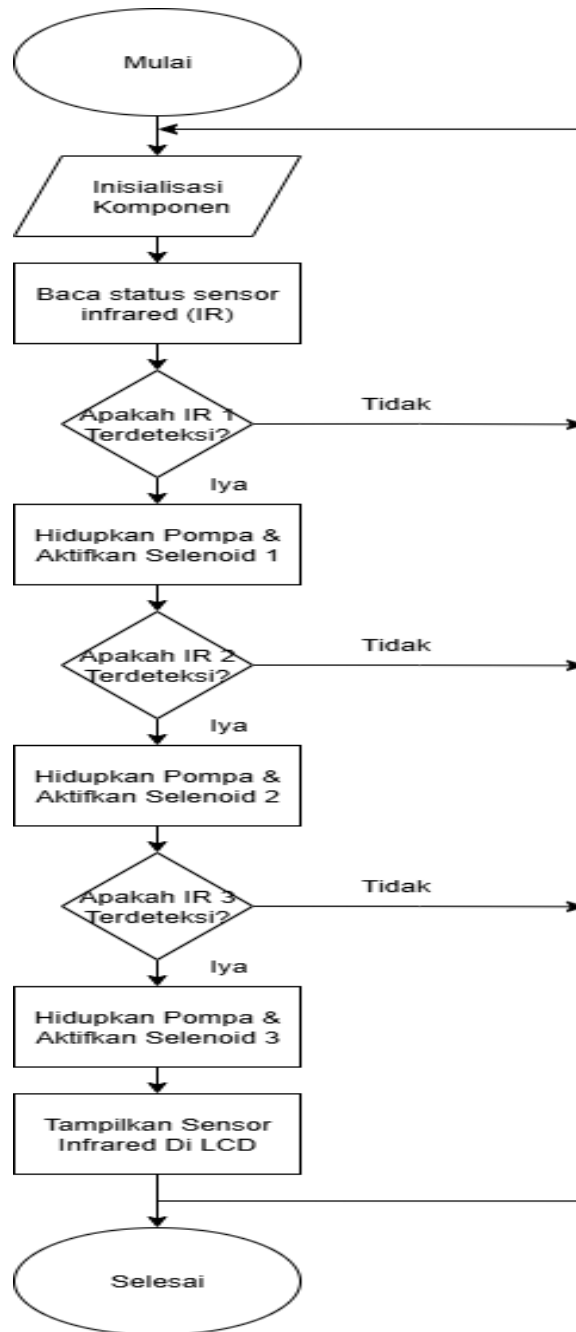 Mulai
Inisialisasi
Komponen
Baca status sensor
infrared (IR)
Apakah IR 1
Terdeteksi?
Tidak
Iya
Hidupkan Pompa &
Aktifkan Selenoid 1
Apakah IR 2
Terdeteksi?
Tidak
Iya
Hidupkan Pompa &
Aktifkan Selenoid 2
Apakah IR 3
Terdeteksi?
Tidak
Iya
Hidupkan Pompa &
Aktifkan Selenoid 3
Tampilkan Sensor
Infrared Di LCD
Selesai